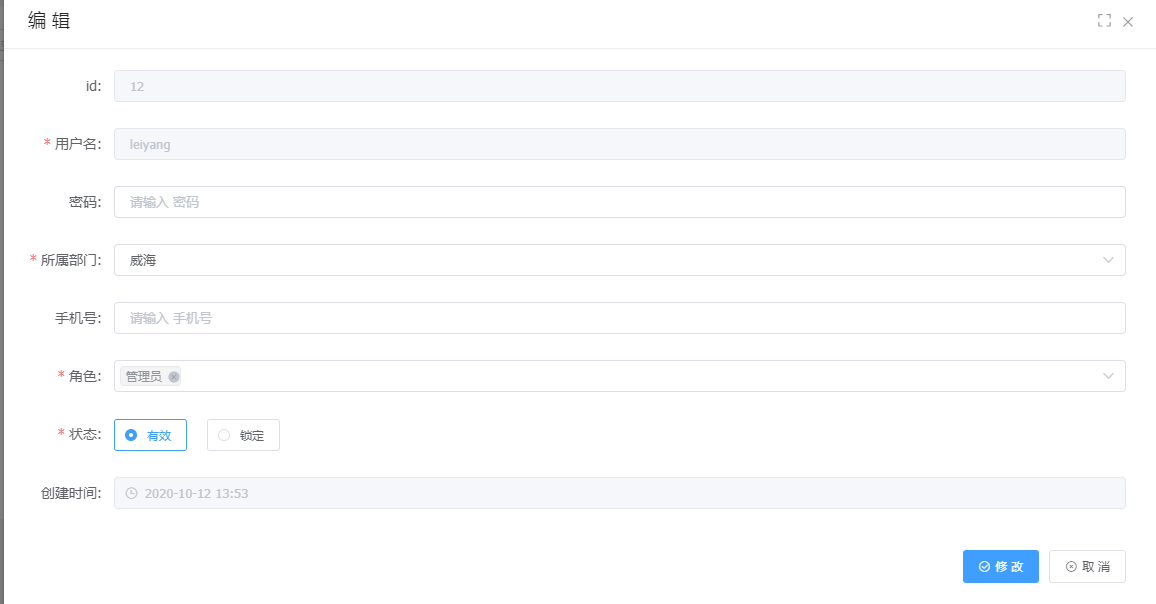 编 辑
id: 12
* 用户名: leiyang
密码: 请输入 密码
* 所属部门: 威海
手机号: 请输入 手机号
* 角色: 管理员
* 状态: 有效 锁定
创建时间: 2020-10-12 13:53
修 改 取 消